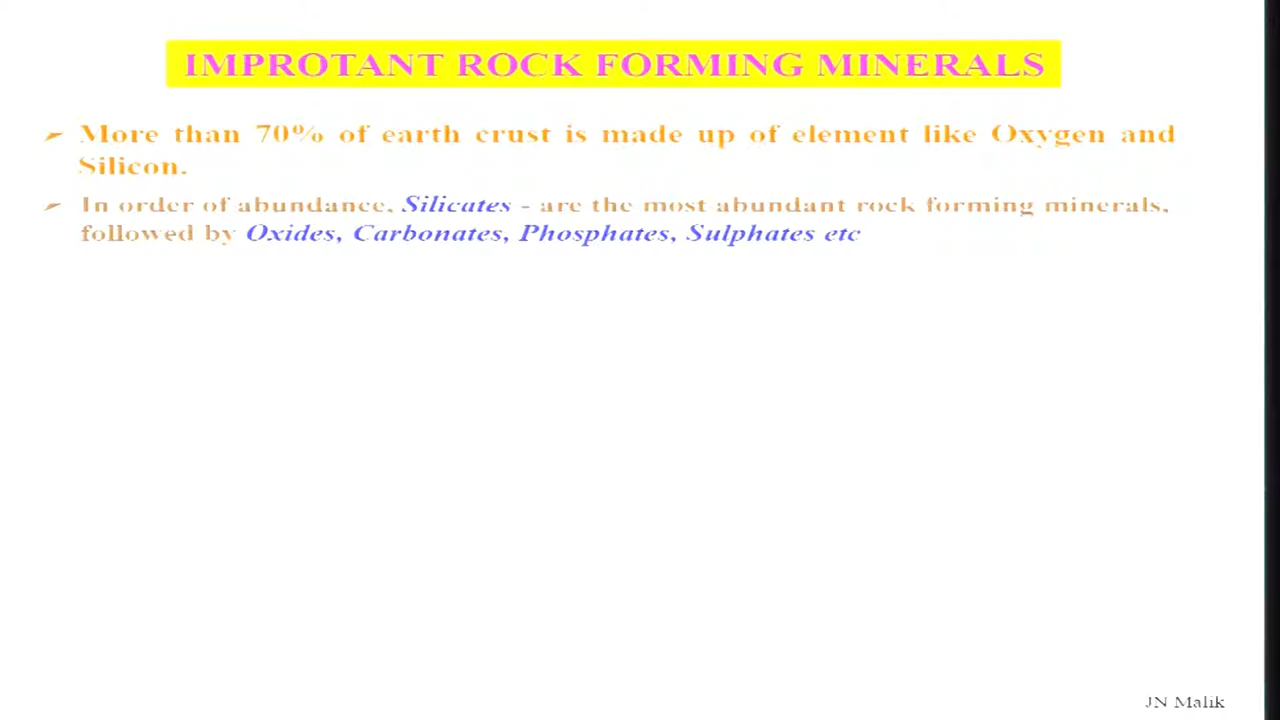 IMPROTANT ROCK FORMING MINERALS
More than 70% of earth crust is made up of element like Oxygen and
Silicon.
In order of abundance, Silicates - are the most abundant rock forming minerals,
followed by Oxides, Carbonates, Phosphates, Sulphates etc
JN Malik